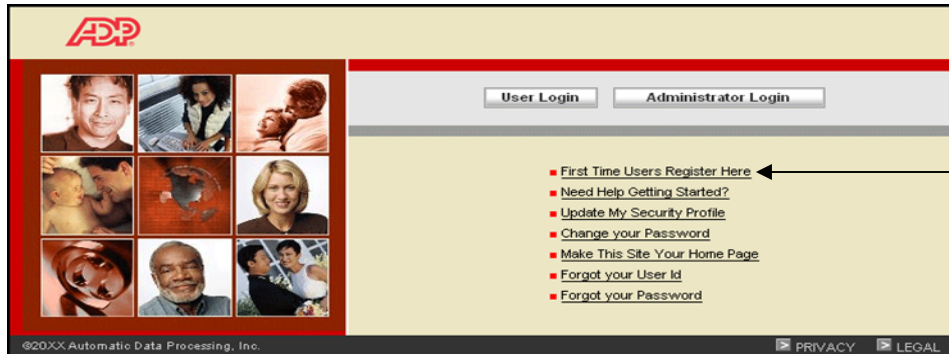 ADP
User Login
Administrator Login
First Time Users Register Here
Need Help Getting Started?
Update My Security Profile
Change your Password
Make This Site Your Home Page
Forgot your User Id
Forgot your Password
©20XX Automatic Data Processing, Inc.
PRIVACY
LEGAL